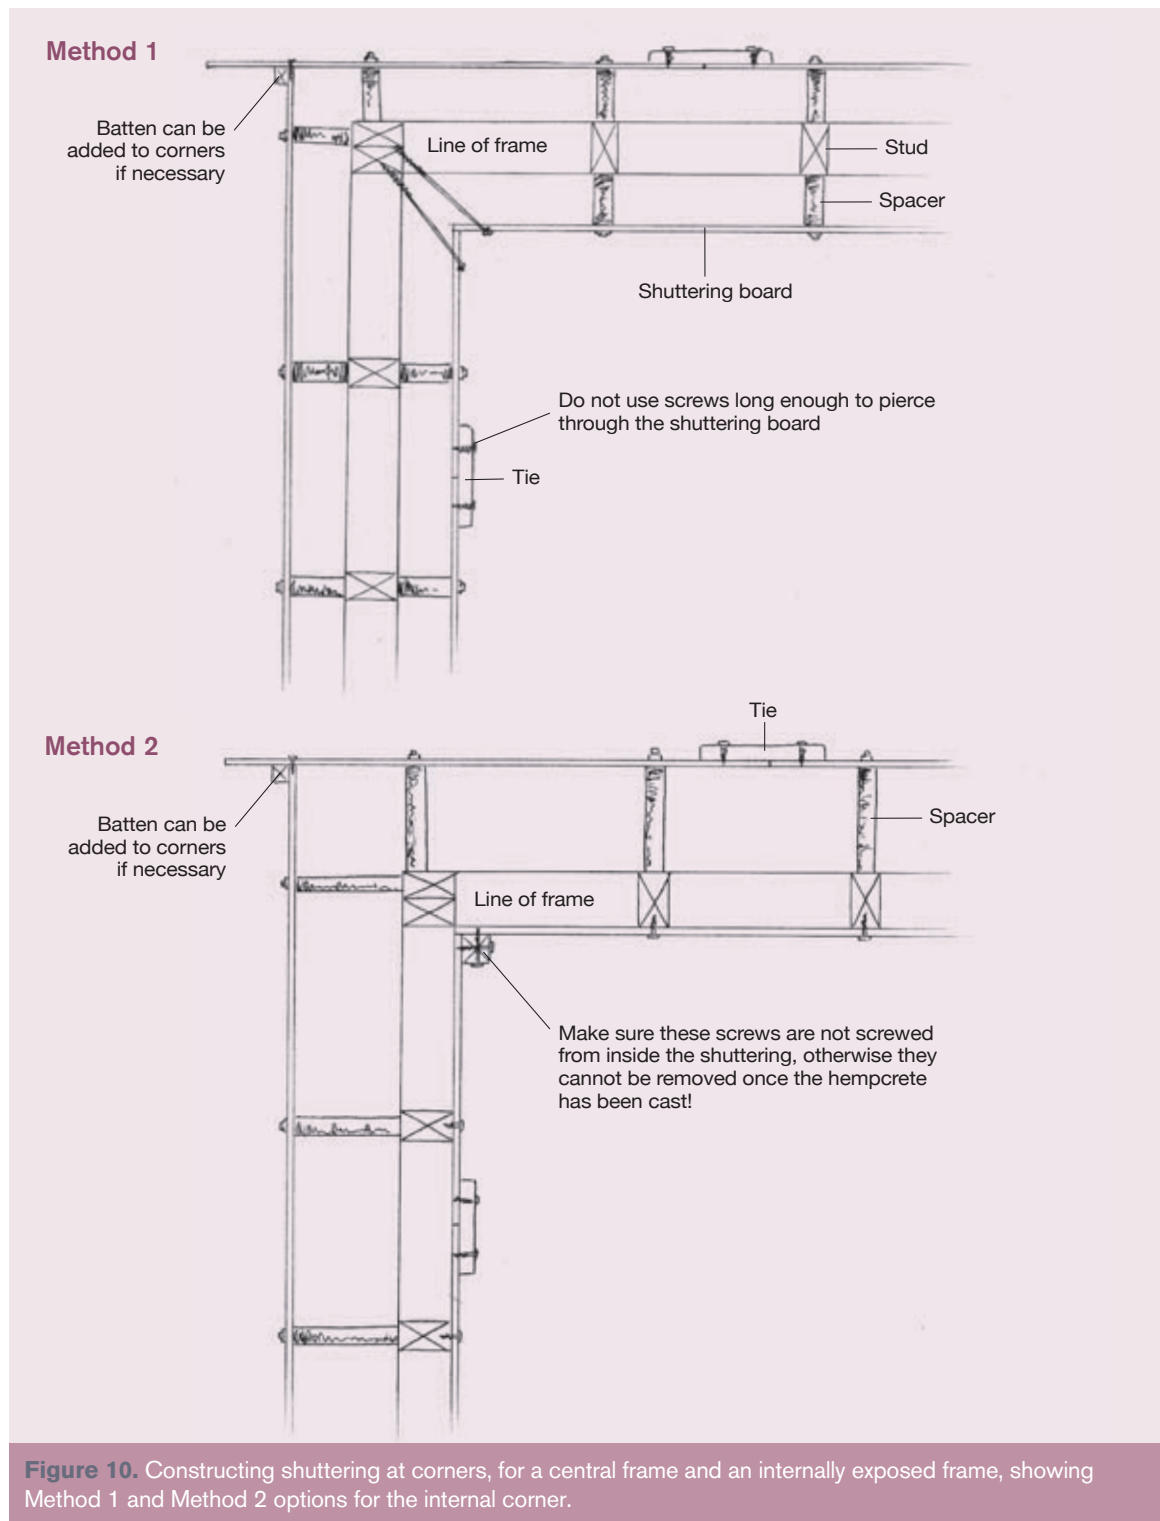 Method 1
Batten can be
added to corners
if necessary
Line of frame
Stud
Spacer
Shuttering board
Do not use screws long enough to pierce
through the shuttering board
Tie
Tie
Method 2
Batten can be
added to corners
if necessary
Spacer
Line of frame
Make sure these screws are not screwed
from inside the shuttering, otherwise they
cannot be removed once the hempcrete
has been cast!
Figure 10. Constructing shuttering at corners, for a central frame and an internally exposed frame, showing
Method 1 and Method 2 options for the internal corner.